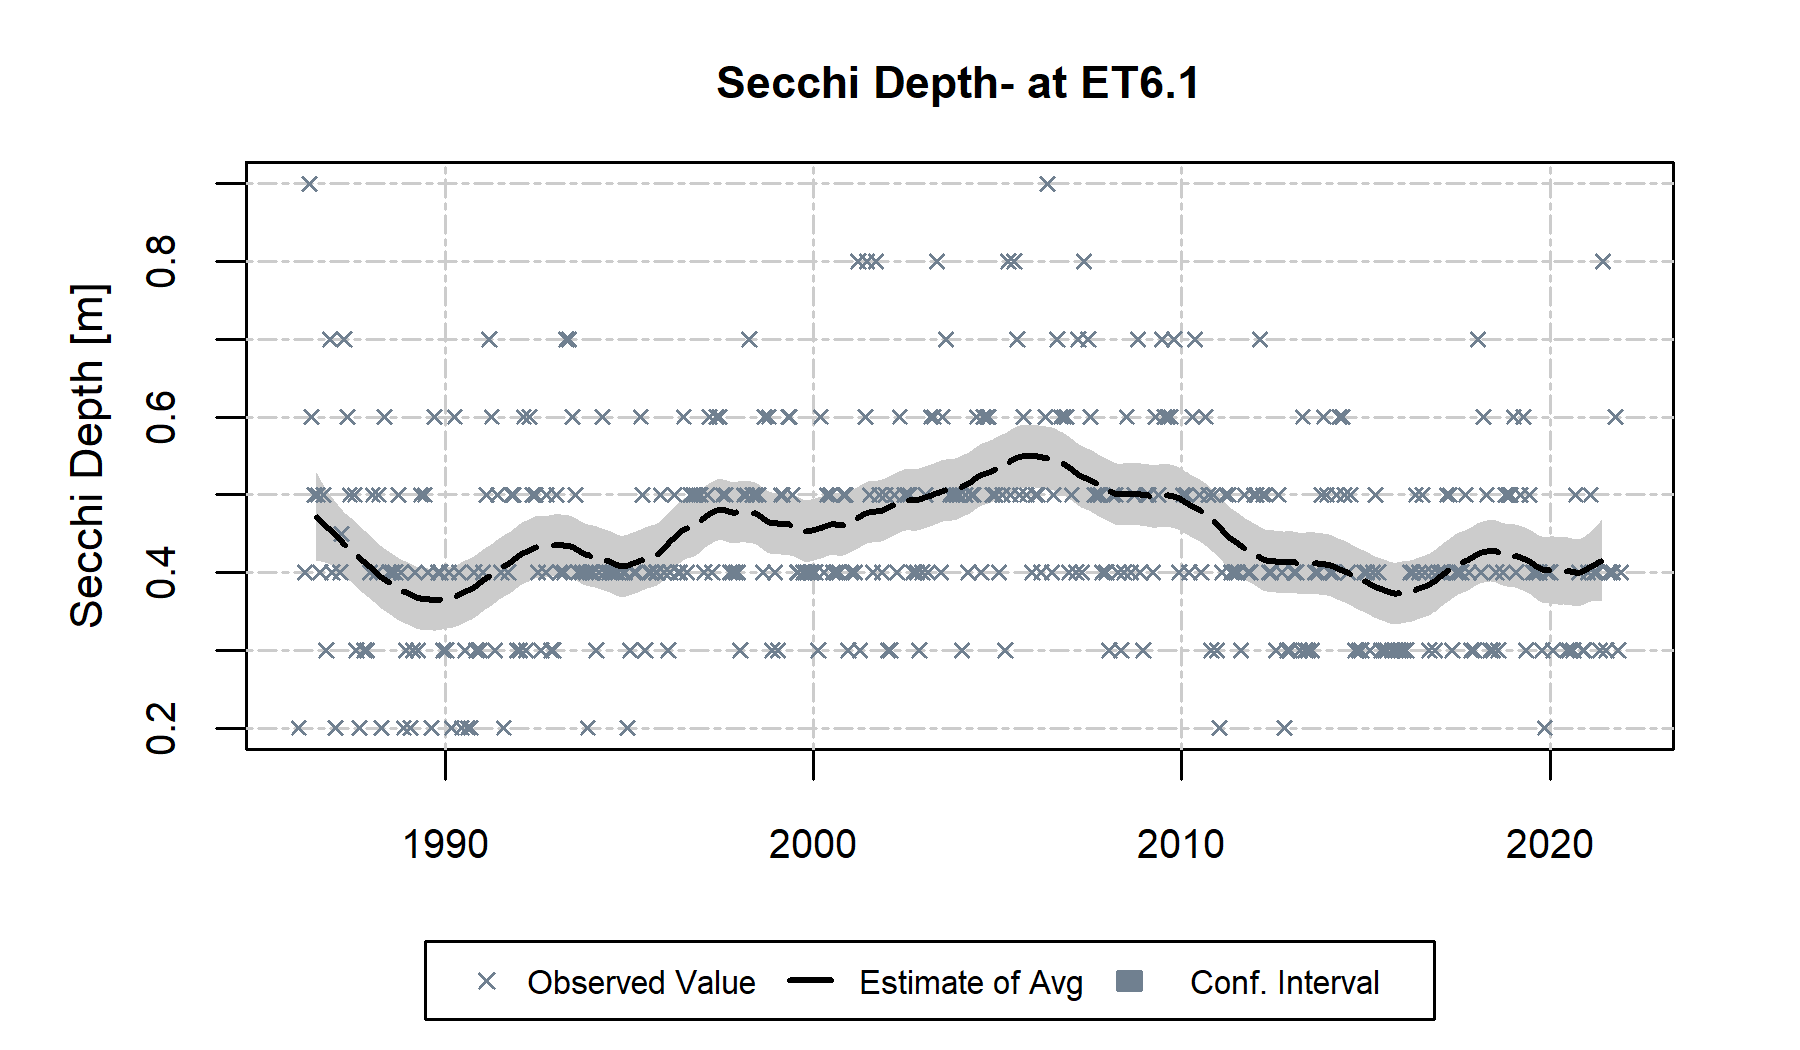 Secchi Depth- at ET6.1
Secchi Depth [m]
0.8
0.6
0.4
0.2
1990 2000 2010 2020
Observed Value Estimate of Avg Conf. Interval